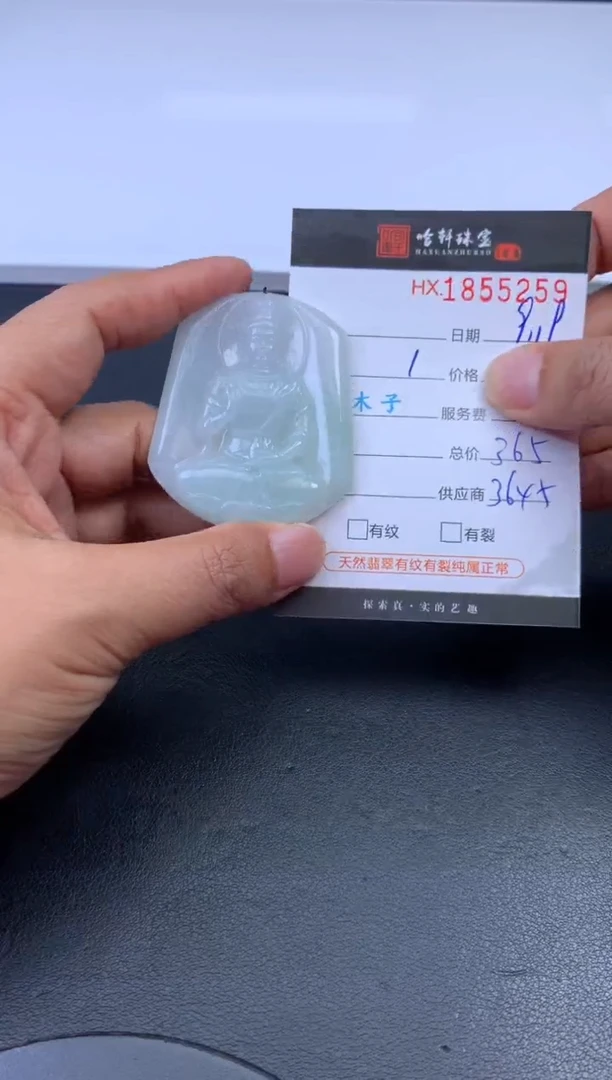 哈轩珠宝
HAXUANZHUBAO
HX.1855259
日期
1 价格
木子 服务费
总价 365
供应商 3645
有纹 有裂
天然翡翠有纹有裂纯属正常
探索真·实的艺趣